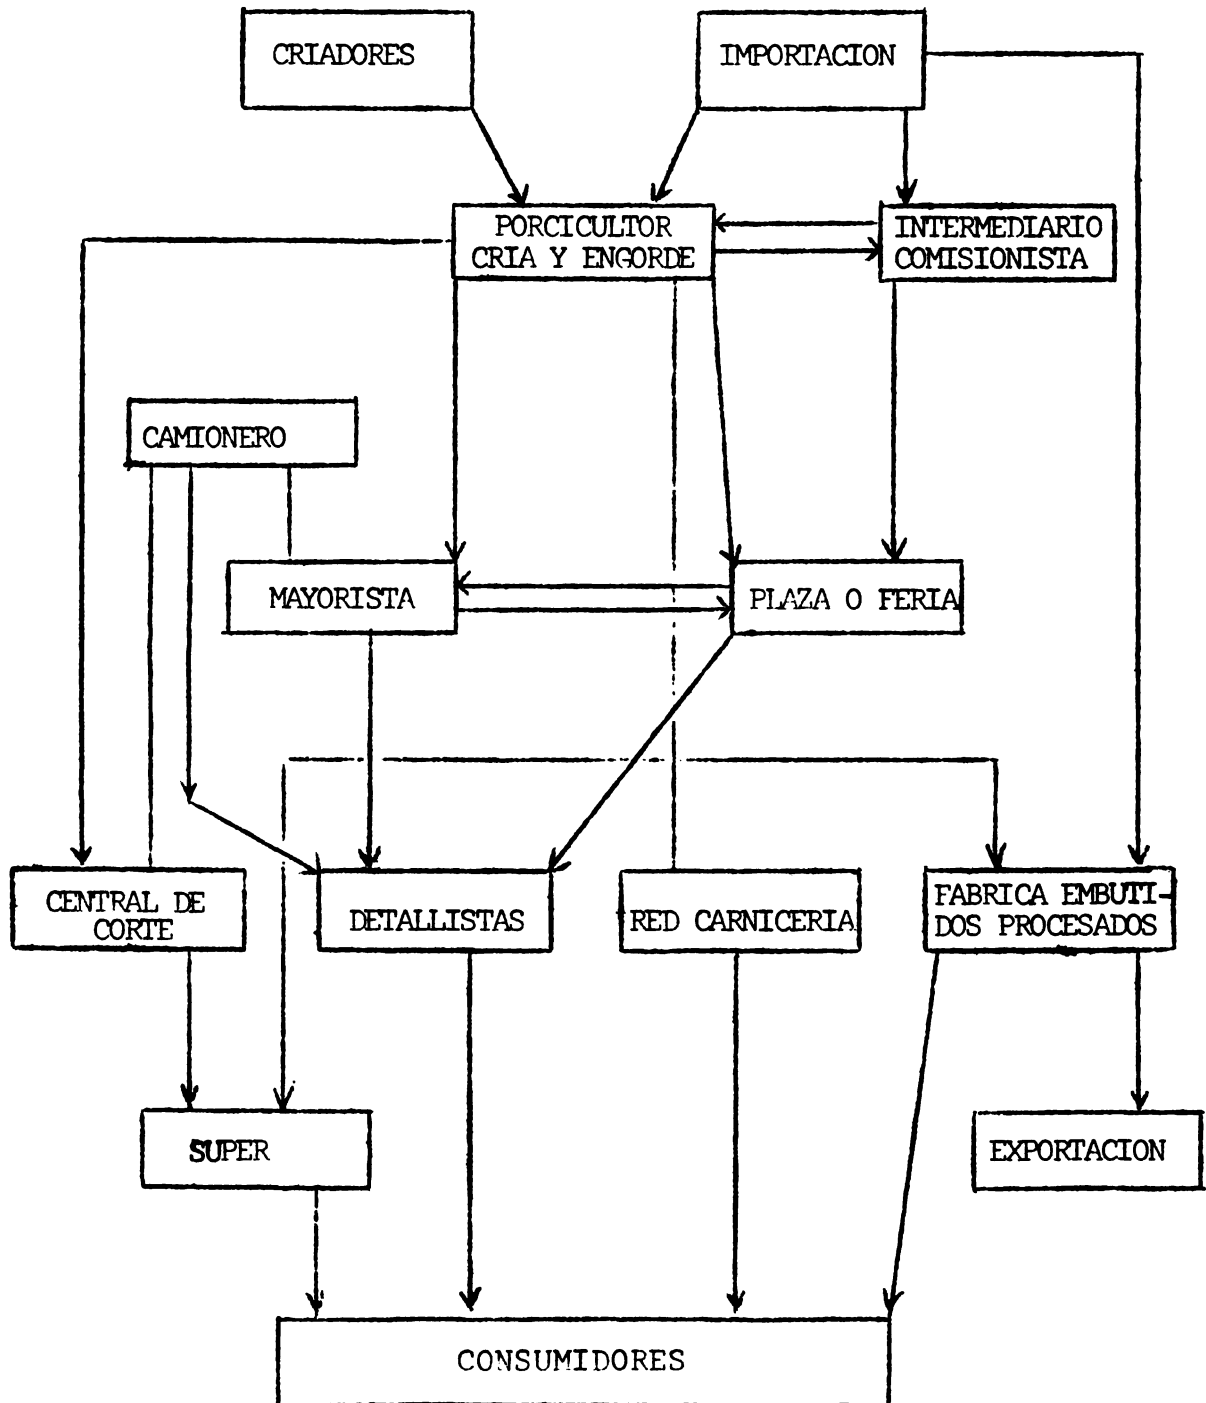 CRIADORES
IMPORTACION
PORCICULTOR
CRIA Y ENGORDE
INTERMEDIARIO
COMISIONISTA
CAMIONERO
MAYORISTA
PLAZA O FERIA
CENTRAL DE
CORTE
DETALLISTAS
RED CARNICERIA
FABRICA EMBUTI-
DOS PROCESADOS
SUPER
EXPORTACION
CONSUMIDORES